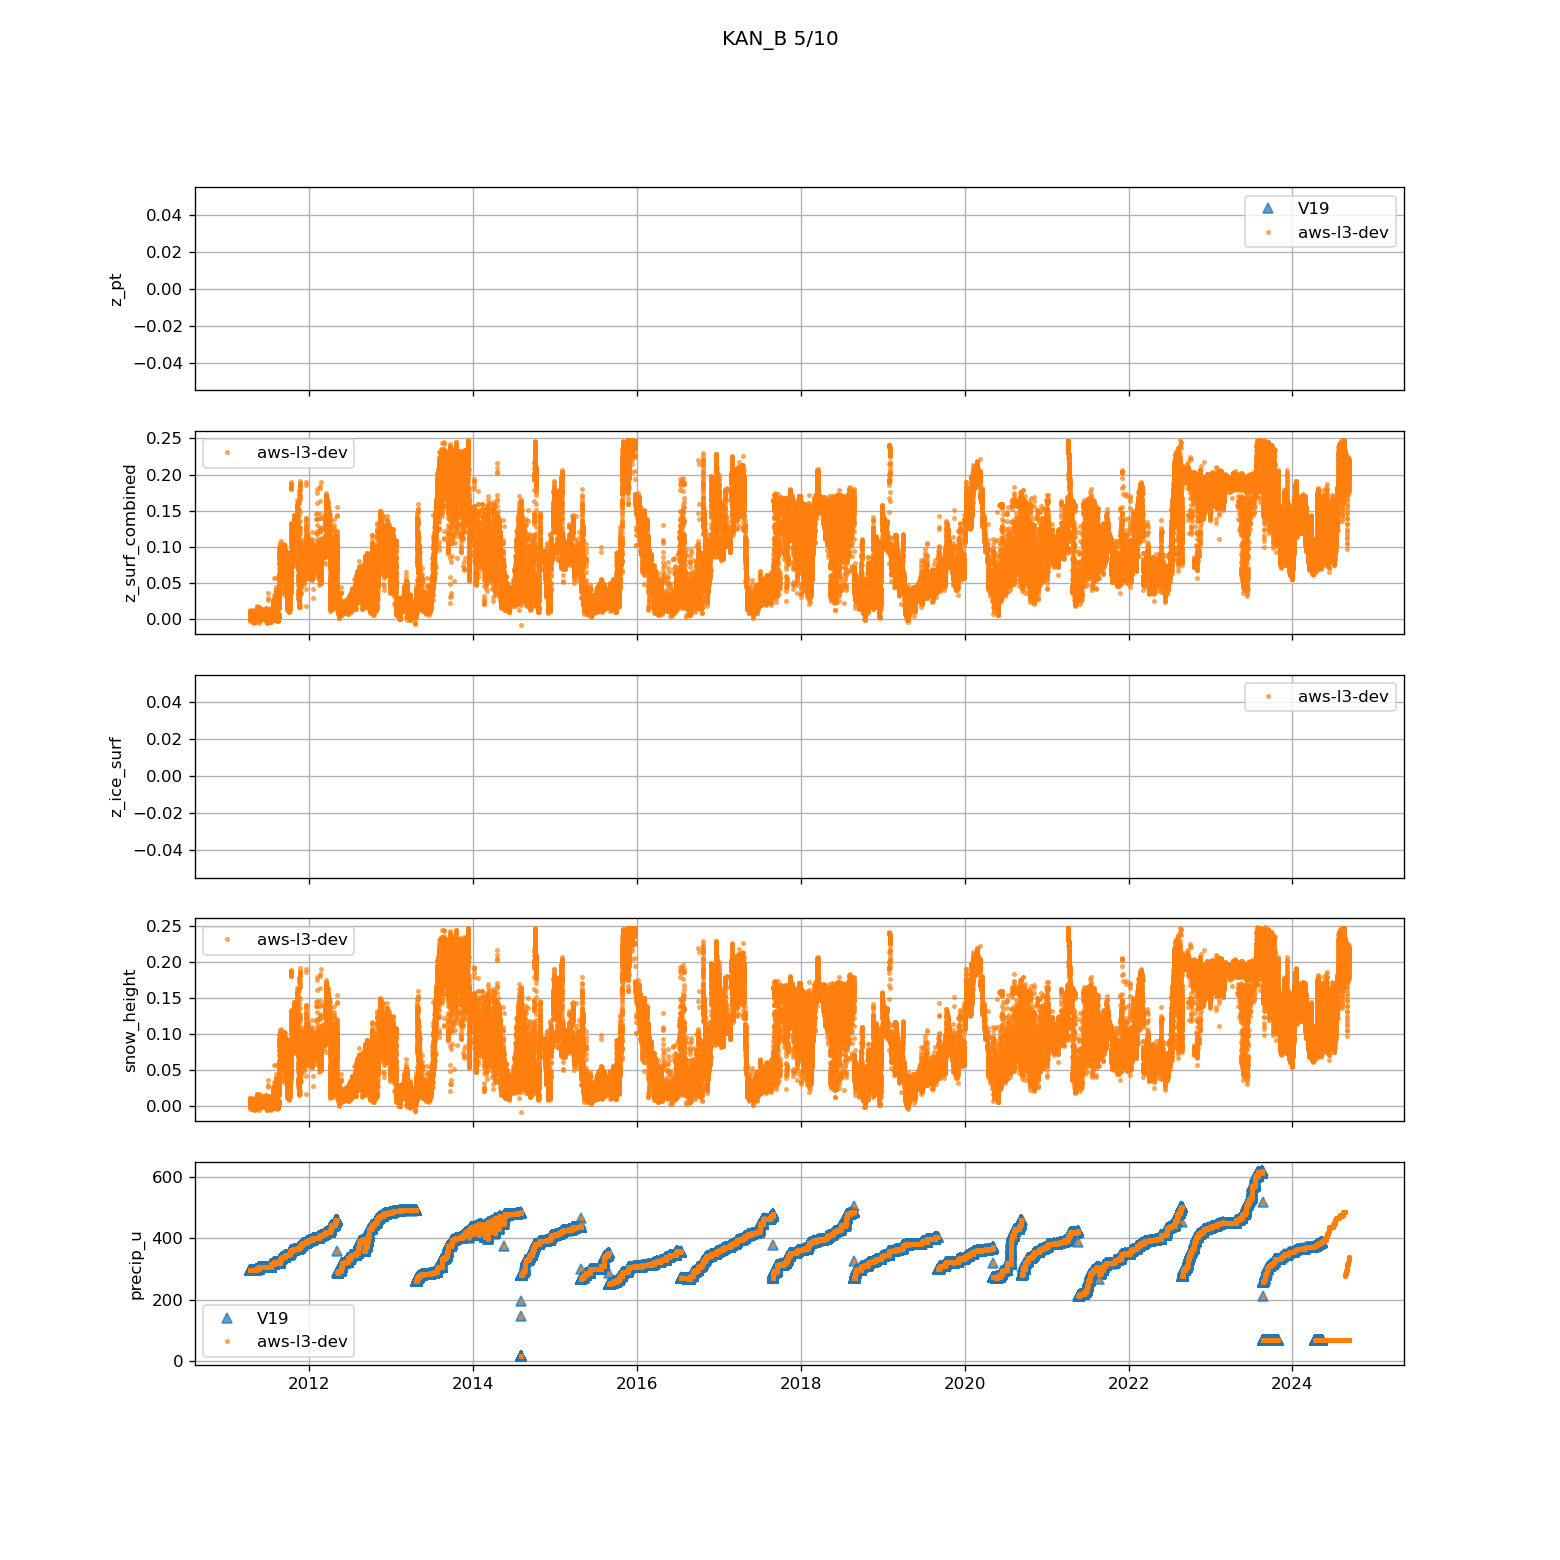 KAN_B 5/10
0.04
0.02
0.00
−0.02
−0.04
z_pt
V19
aws-l3-dev
0.25
0.20
0.15
0.10
0.05
0.00
z_surf_combined
aws-l3-dev
0.04
0.02
0.00
−0.02
−0.04
z_ice_surf
aws-l3-dev
0.25
0.20
0.15
0.10
0.05
0.00
snow_height
aws-l3-dev
600
400
200
0
precip_u
V19
aws-l3-dev
2012 2014 2016 2018 2020 2022 2024